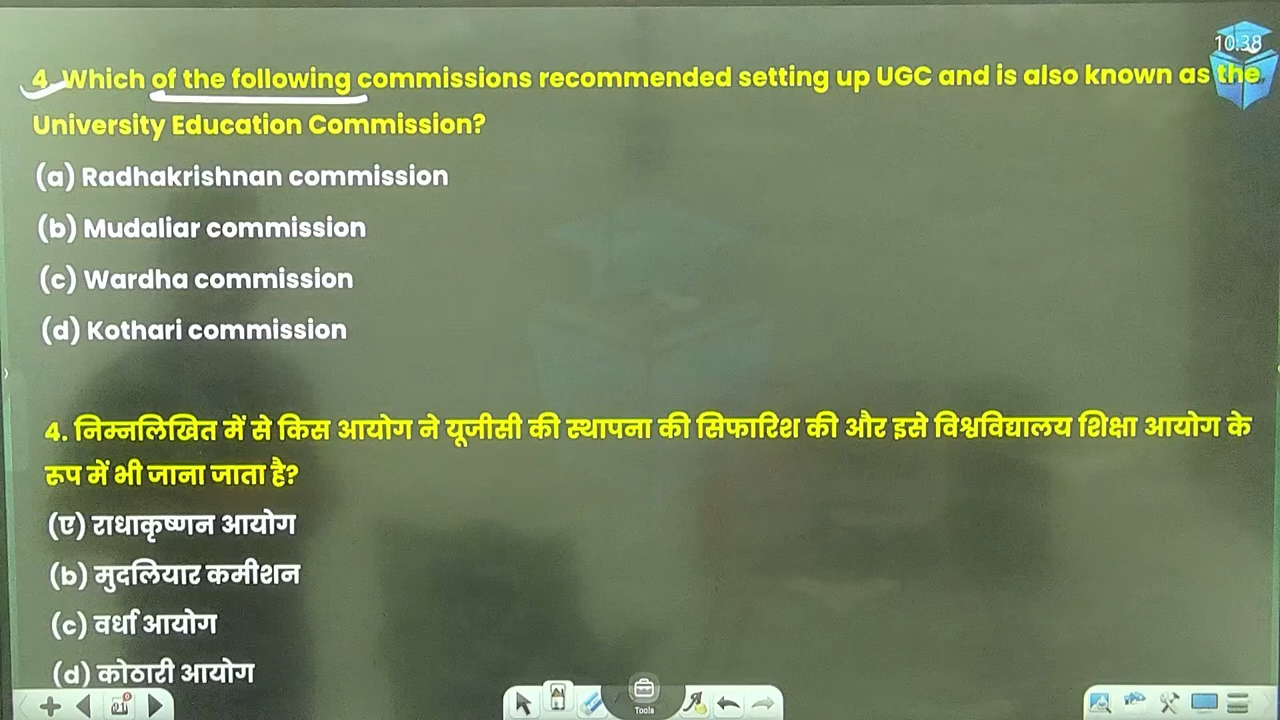 10:38
4. Which of the following commissions recommended setting up UGC and is also known as the
University Education Commission?
(a) Radhakrishnan commission
(b) Mudaliar commission
(c) Wardha commission
(d) Kothari commission
4. निम्नलिखित में से किस आयोग ने यूजीसी की स्थापना की सिफारिश की और इसे विश्वविद्यालय शिक्षा आयोग के
रूप में भी जाना जाता है?
(ए) राधाकृष्णन आयोग
(b) मुदलियार कमीशन
(c) वर्धा आयोग
(d) कोठारी आयोग
Tools